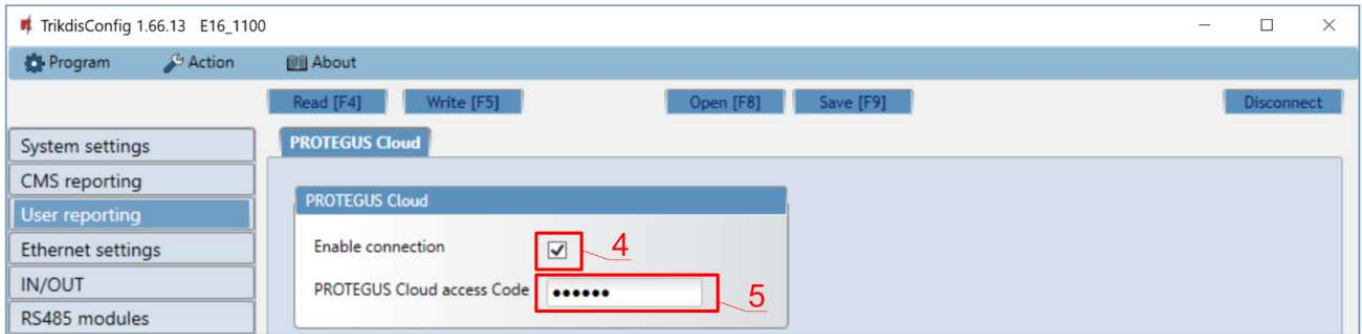 TrikdisConfig 1.66.13 E16_1100
Program Action About
Read [F4] Write [F5] Open [F8] Save [F9] Disconnect
System settings
CMS reporting
User reporting
Ethernet settings
IN/OUT
RS485 modules
PROTEGUS Cloud
PROTEGUS Cloud
Enable connection 4
PROTEGUS Cloud access Code •••••• 5